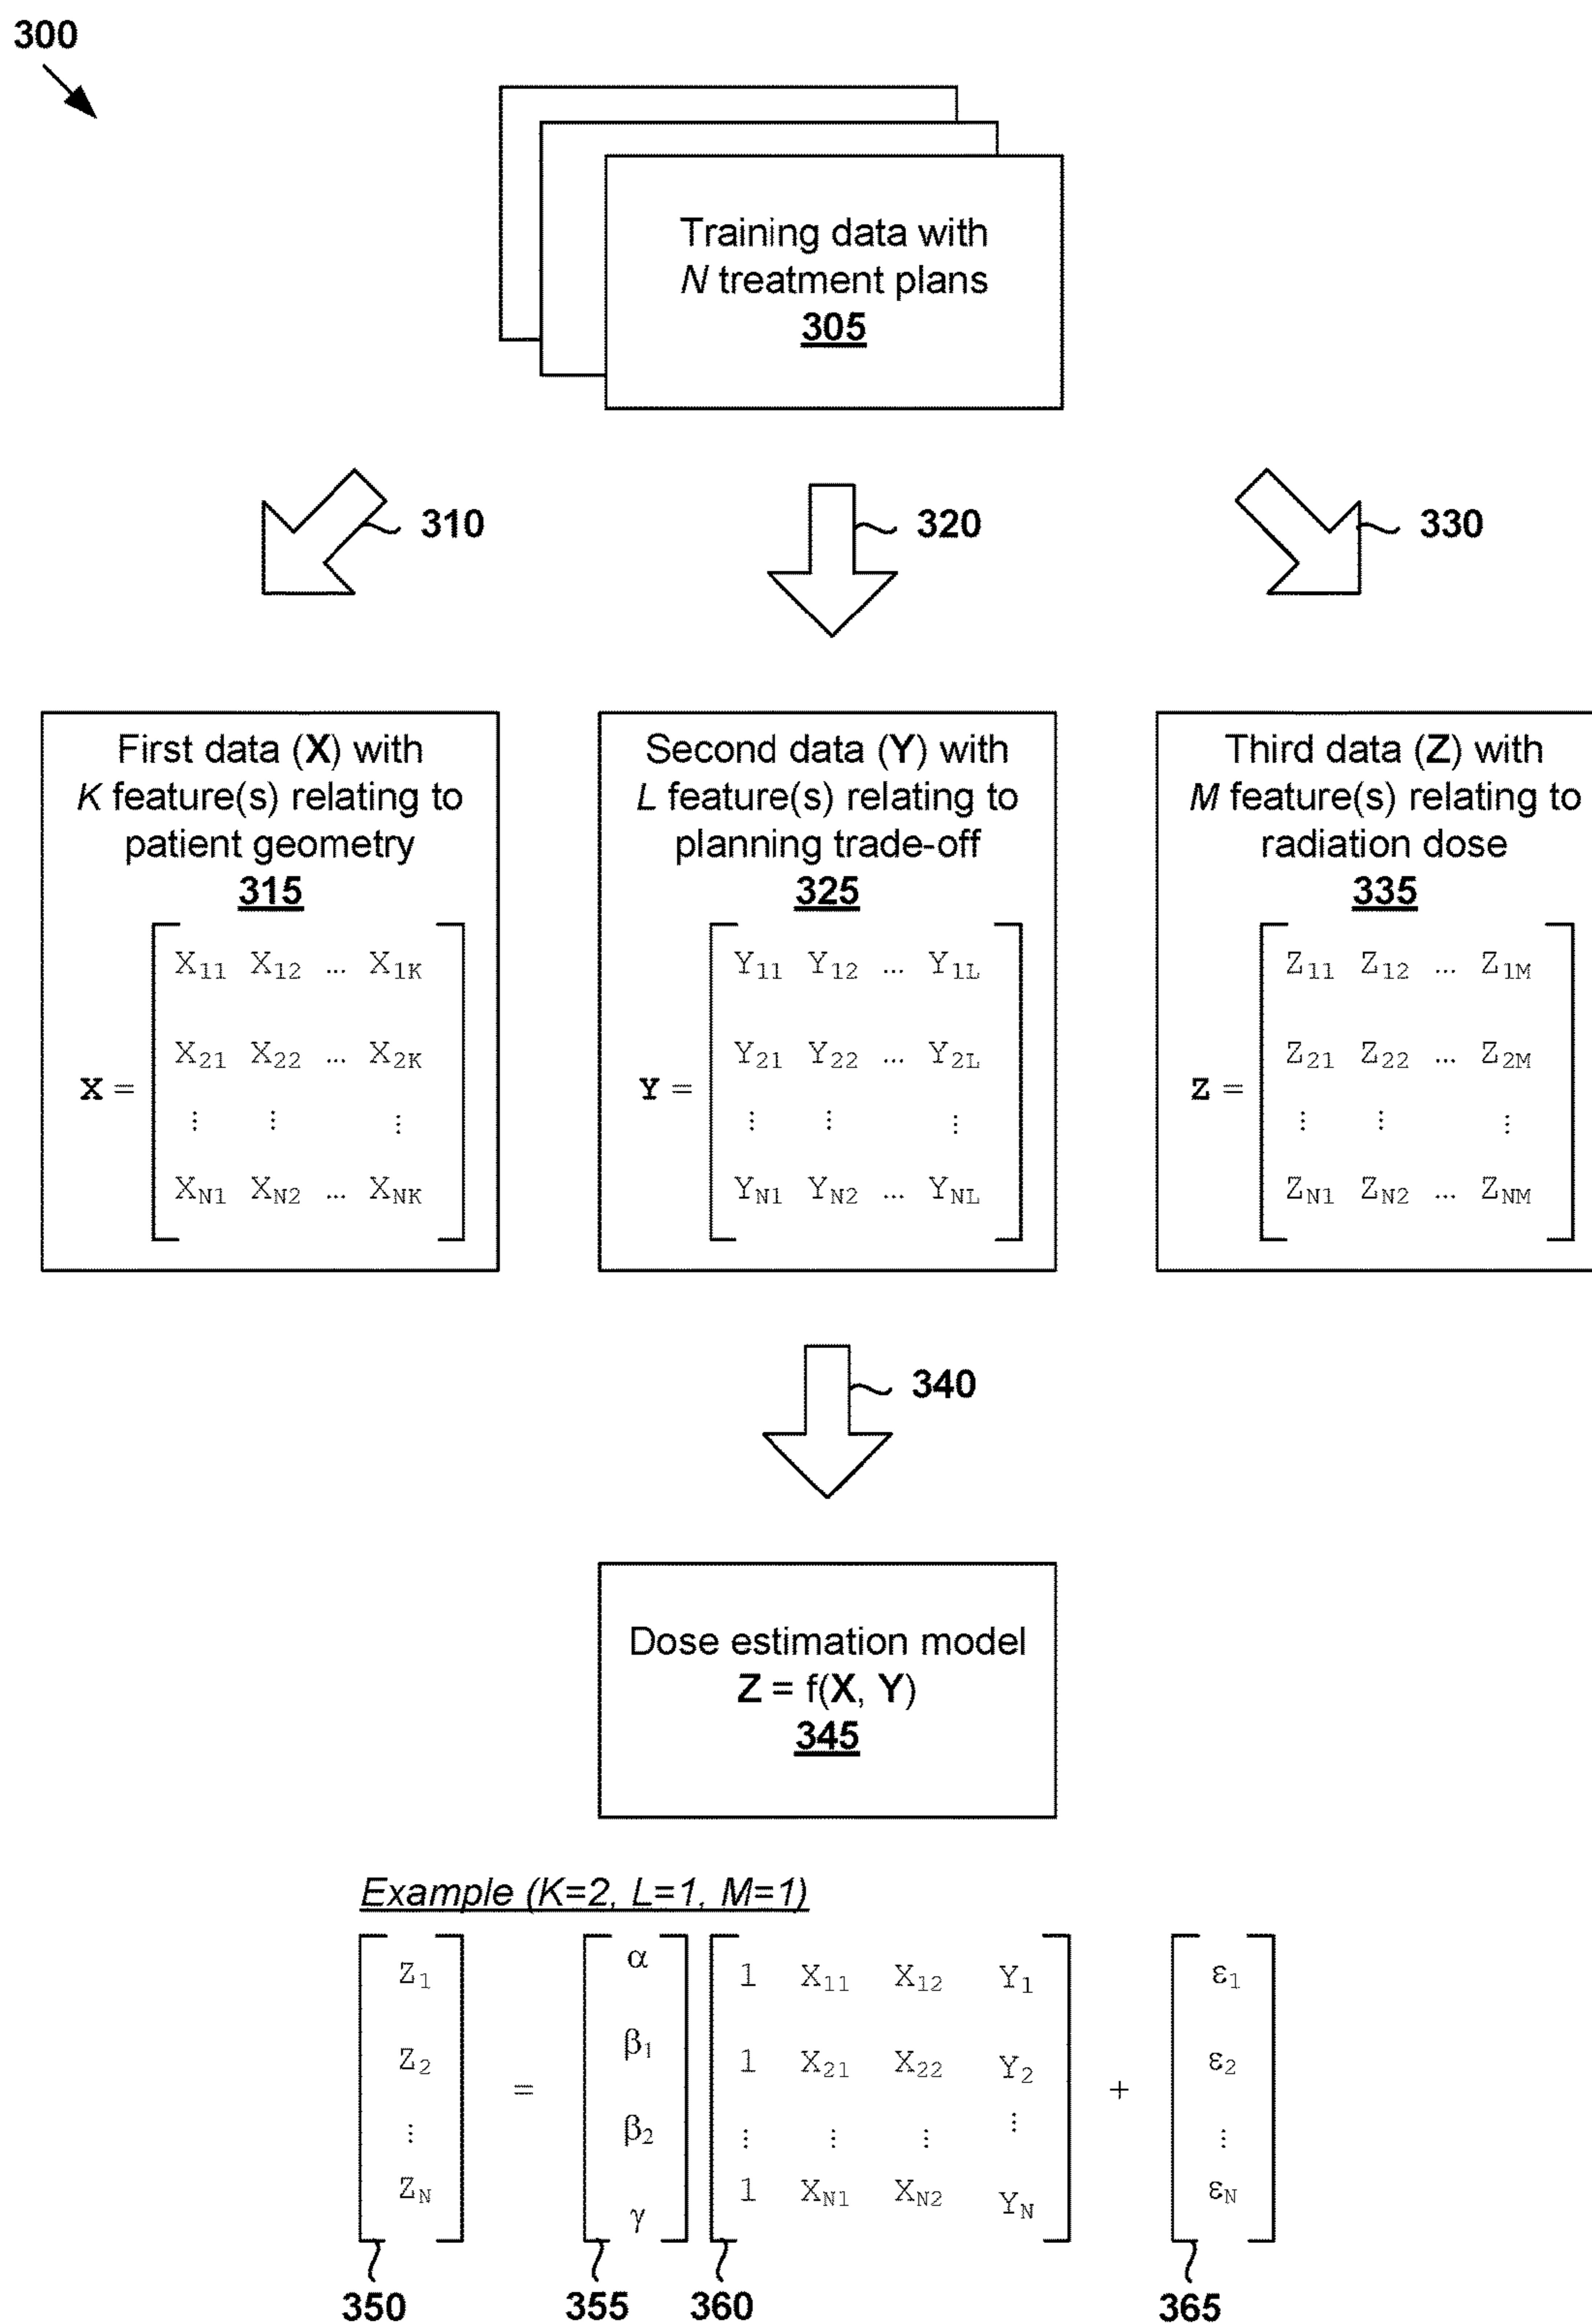 300
Training data with
N treatment plans
305
310
320
330
First data (X) with
K feature(s) relating to
patient geometry
315
X =
X11 X12 ... X1K
X21 X22 ... X2K
⋮ ⋮ ⋮
XN1 XN2 ... XNK
Second data (Y) with
L feature(s) relating to
planning trade-off
325
Y =
Y11 Y12 ... Y1L
Y21 Y22 ... Y2L
⋮ ⋮ ⋮
YN1 YN2 ... YNL
Third data (Z) with
M feature(s) relating to
radiation dose
335
Z =
Z11 Z12 ... Z1M
Z21 Z22 ... Z2M
⋮ ⋮ ⋮
ZN1 ZN2 ... ZNM
340
Dose estimation model
Z = f(X, Y)
345
Example (K=2, L=1, M=1)
Z1 α 1 X11 X12 Y1 ε1
β1
Z2 1 X21 X22 Y2 ε2
= +
⋮ β2 ⋮ ⋮ ⋮ ⋮ ⋮
ZN 1 XN1 XN2 YN εN
γ
350 355 360 365